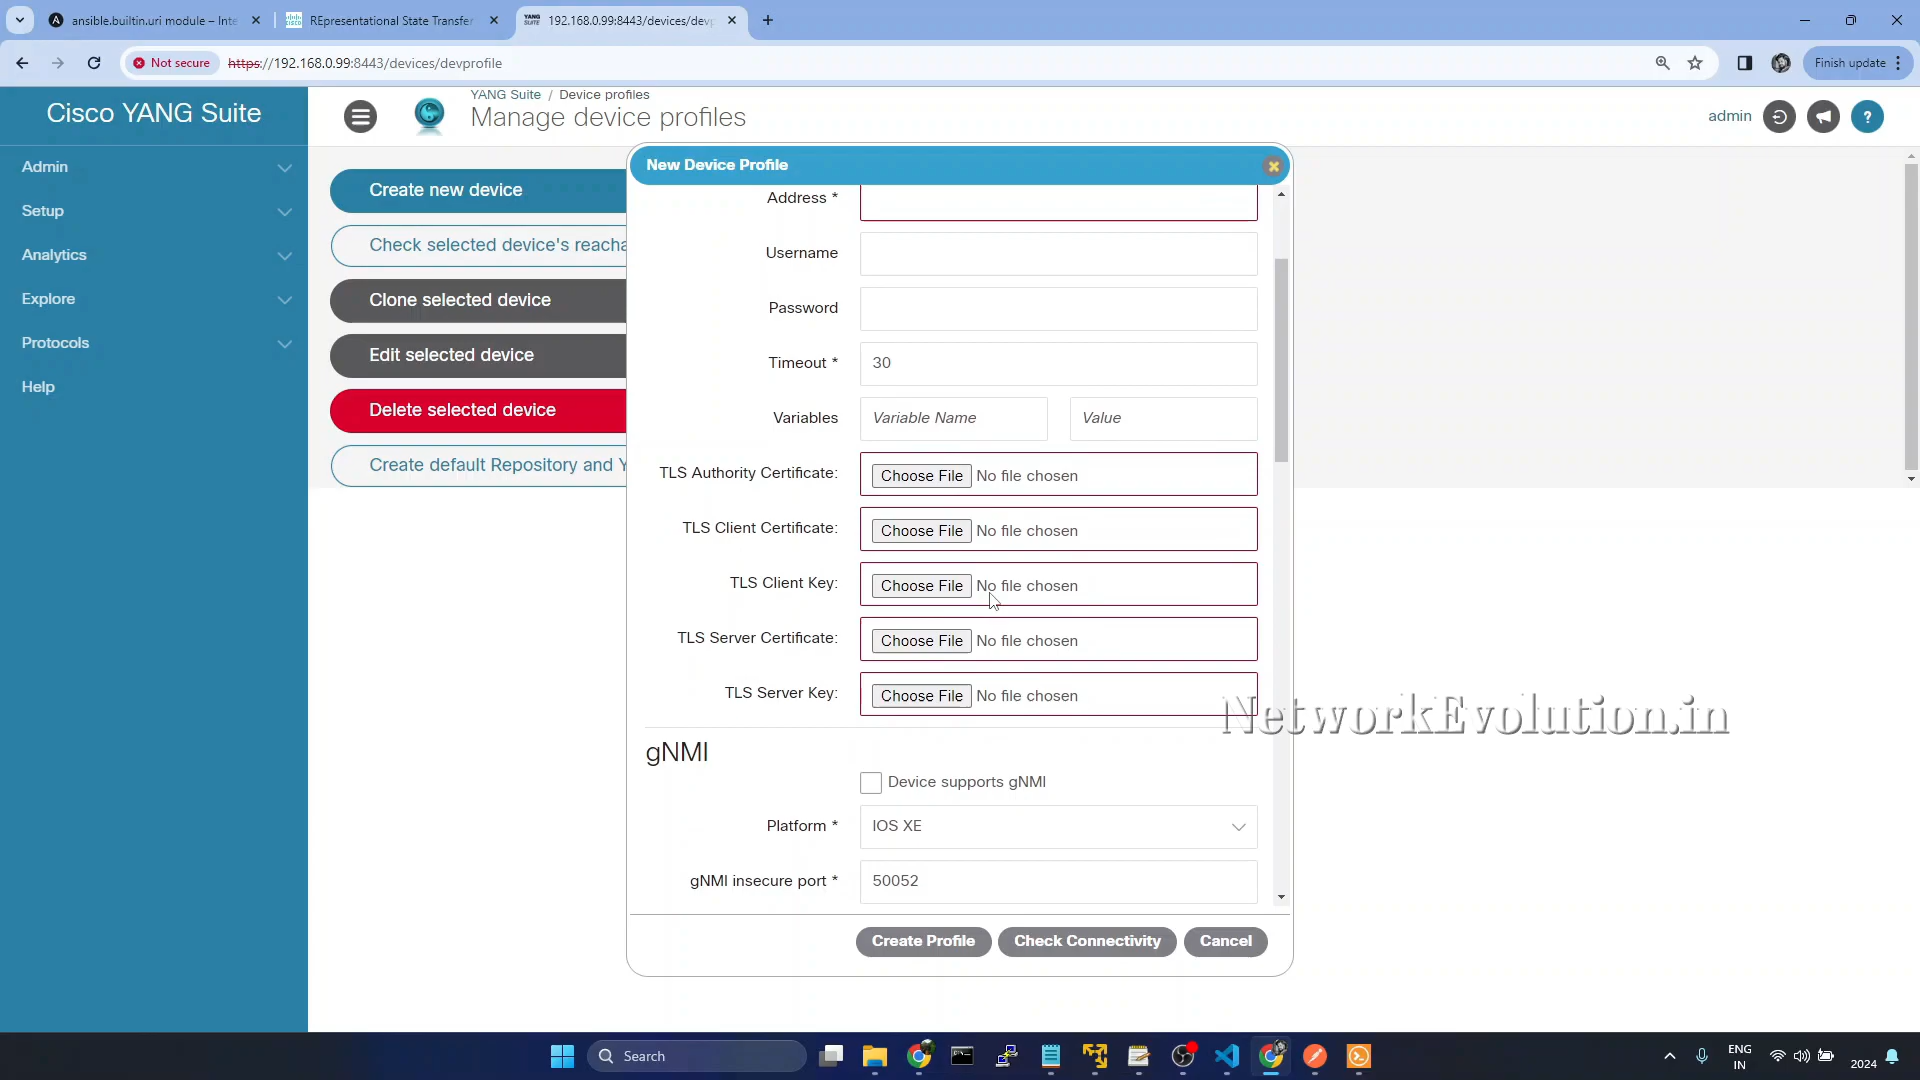 ansible.builtin.uri module – Inte
REpresentational State Transfer
YANG SUITE
192.168.0.99:8443/devices/devp
Not secure
https://192.168.0.99:8443/devices/devprofile
Finish update
Cisco YANG Suite
YANG Suite / Device profiles
Manage device profiles
admin
?
Admin
Setup
Analytics
Explore
Protocols
Help
Create new device
Check selected device's reacha
Clone selected device
Edit selected device
Delete selected device
Create default Repository and Y
New Device Profile
Address *
Username
Password
Timeout * 30
Variables Variable Name Value
TLS Authority Certificate: Choose File No file chosen
TLS Client Certificate: Choose File No file chosen
TLS Client Key: Choose File No file chosen
TLS Server Certificate: Choose File No file chosen
TLS Server Key: Choose File No file chosen
gNMI
Device supports gNMI
Platform * IOS XE
gNMI insecure port * 50052
Create Profile Check Connectivity Cancel
NetworkEvolution.in
Search
ENG
IN
2024